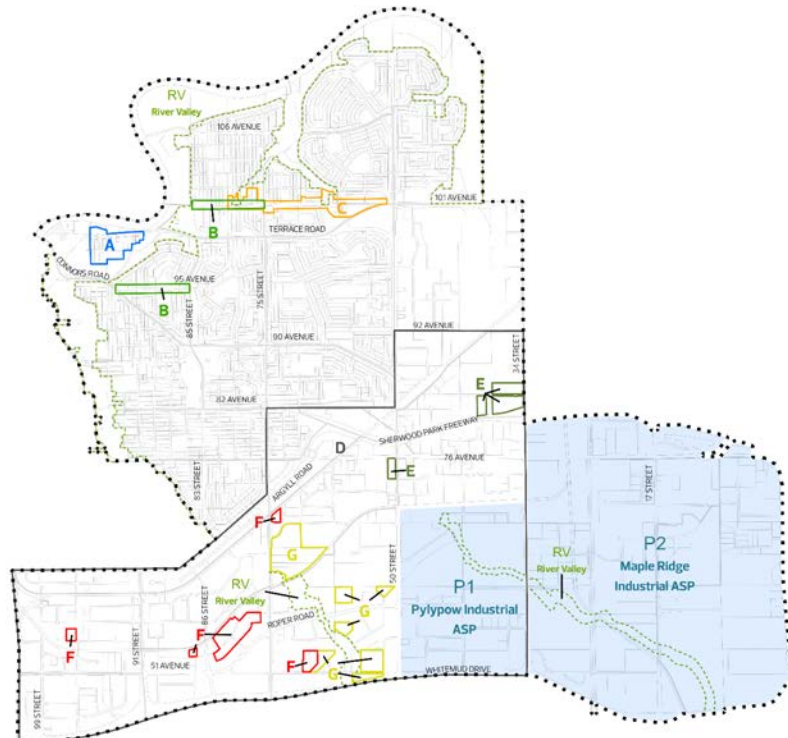 RV
River Valley
106 AVENUE
101 AVENUE
C
B
TERRACE ROAD
A
CONNORS ROAD
95 AVENUE
B
75 STREET
85 STREET
92 AVENUE
90 AVENUE
34 STREET
E
82 AVENUE
SHERWOOD PARK FREEWAY
D
76 AVENUE
E
ARGYLL ROAD
83 STREET
17 STREET
F
G
50 STREET
P2
Maple Ridge
Industrial ASP
RV
River Valley
RV
River Valley
P1
Pylypow Industrial
ASP
G
86 STREET
ROPER ROAD
F
91 STREET
F
51 AVENUE
F
G
WHITEMUD DRIVE
99 STREET